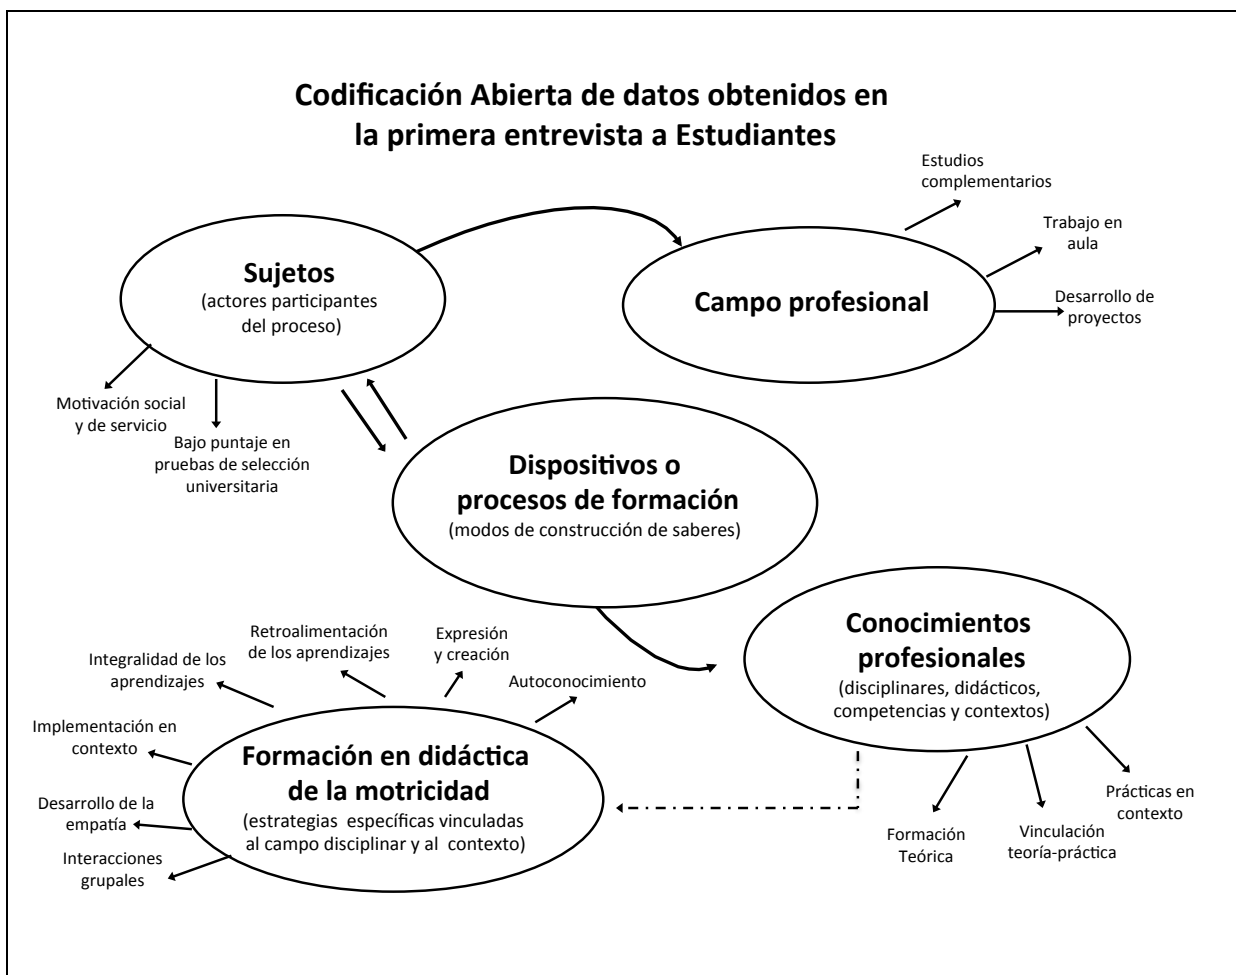 Codificación Abierta de datos obtenidos en
la primera entrevista a Estudiantes
Estudios
complementarios
Trabajo en
aula
Desarrollo de
proyectos
Sujetos
(actores participantes
del proceso)
Campo profesional
Motivación social
y de servicio
Bajo puntaje en
pruebas de selección
universitaria
Dispositivos o
procesos de formación
(modos de construcción de saberes)
Conocimientos
profesionales
(disciplinares, didácticos,
competencias y contextos)
Retroalimentación
de los aprendizajes
Expresión
y creación
Integralidad de los
aprendizajes
Autoconocimiento
Implementación en
contexto
Formación en didáctica
de la motricidad
(estrategias específicas vinculadas
al campo disciplinar y al contexto)
Desarrollo de la
empatía
Interacciones
grupales
Formación
Teórica
Vinculación
teoría-práctica
Prácticas en
contexto